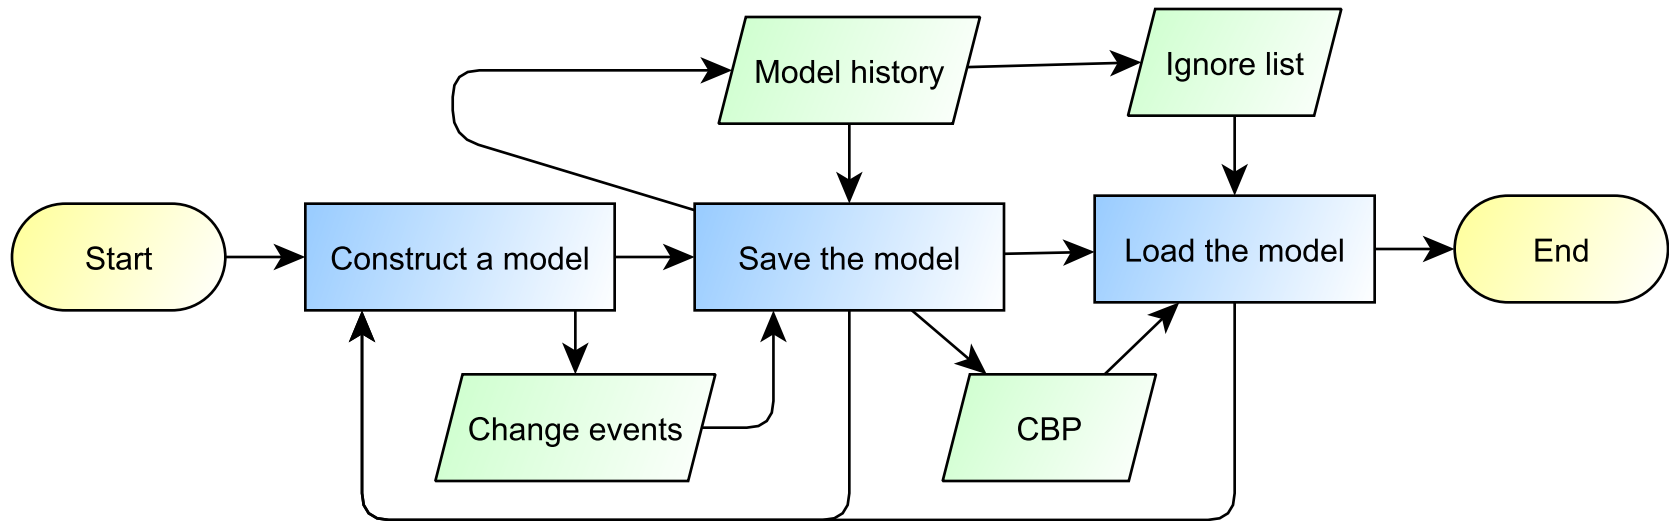 Model history
Ignore list
Start
Construct a model
Save the model
Load the model
End
Change events
CBP